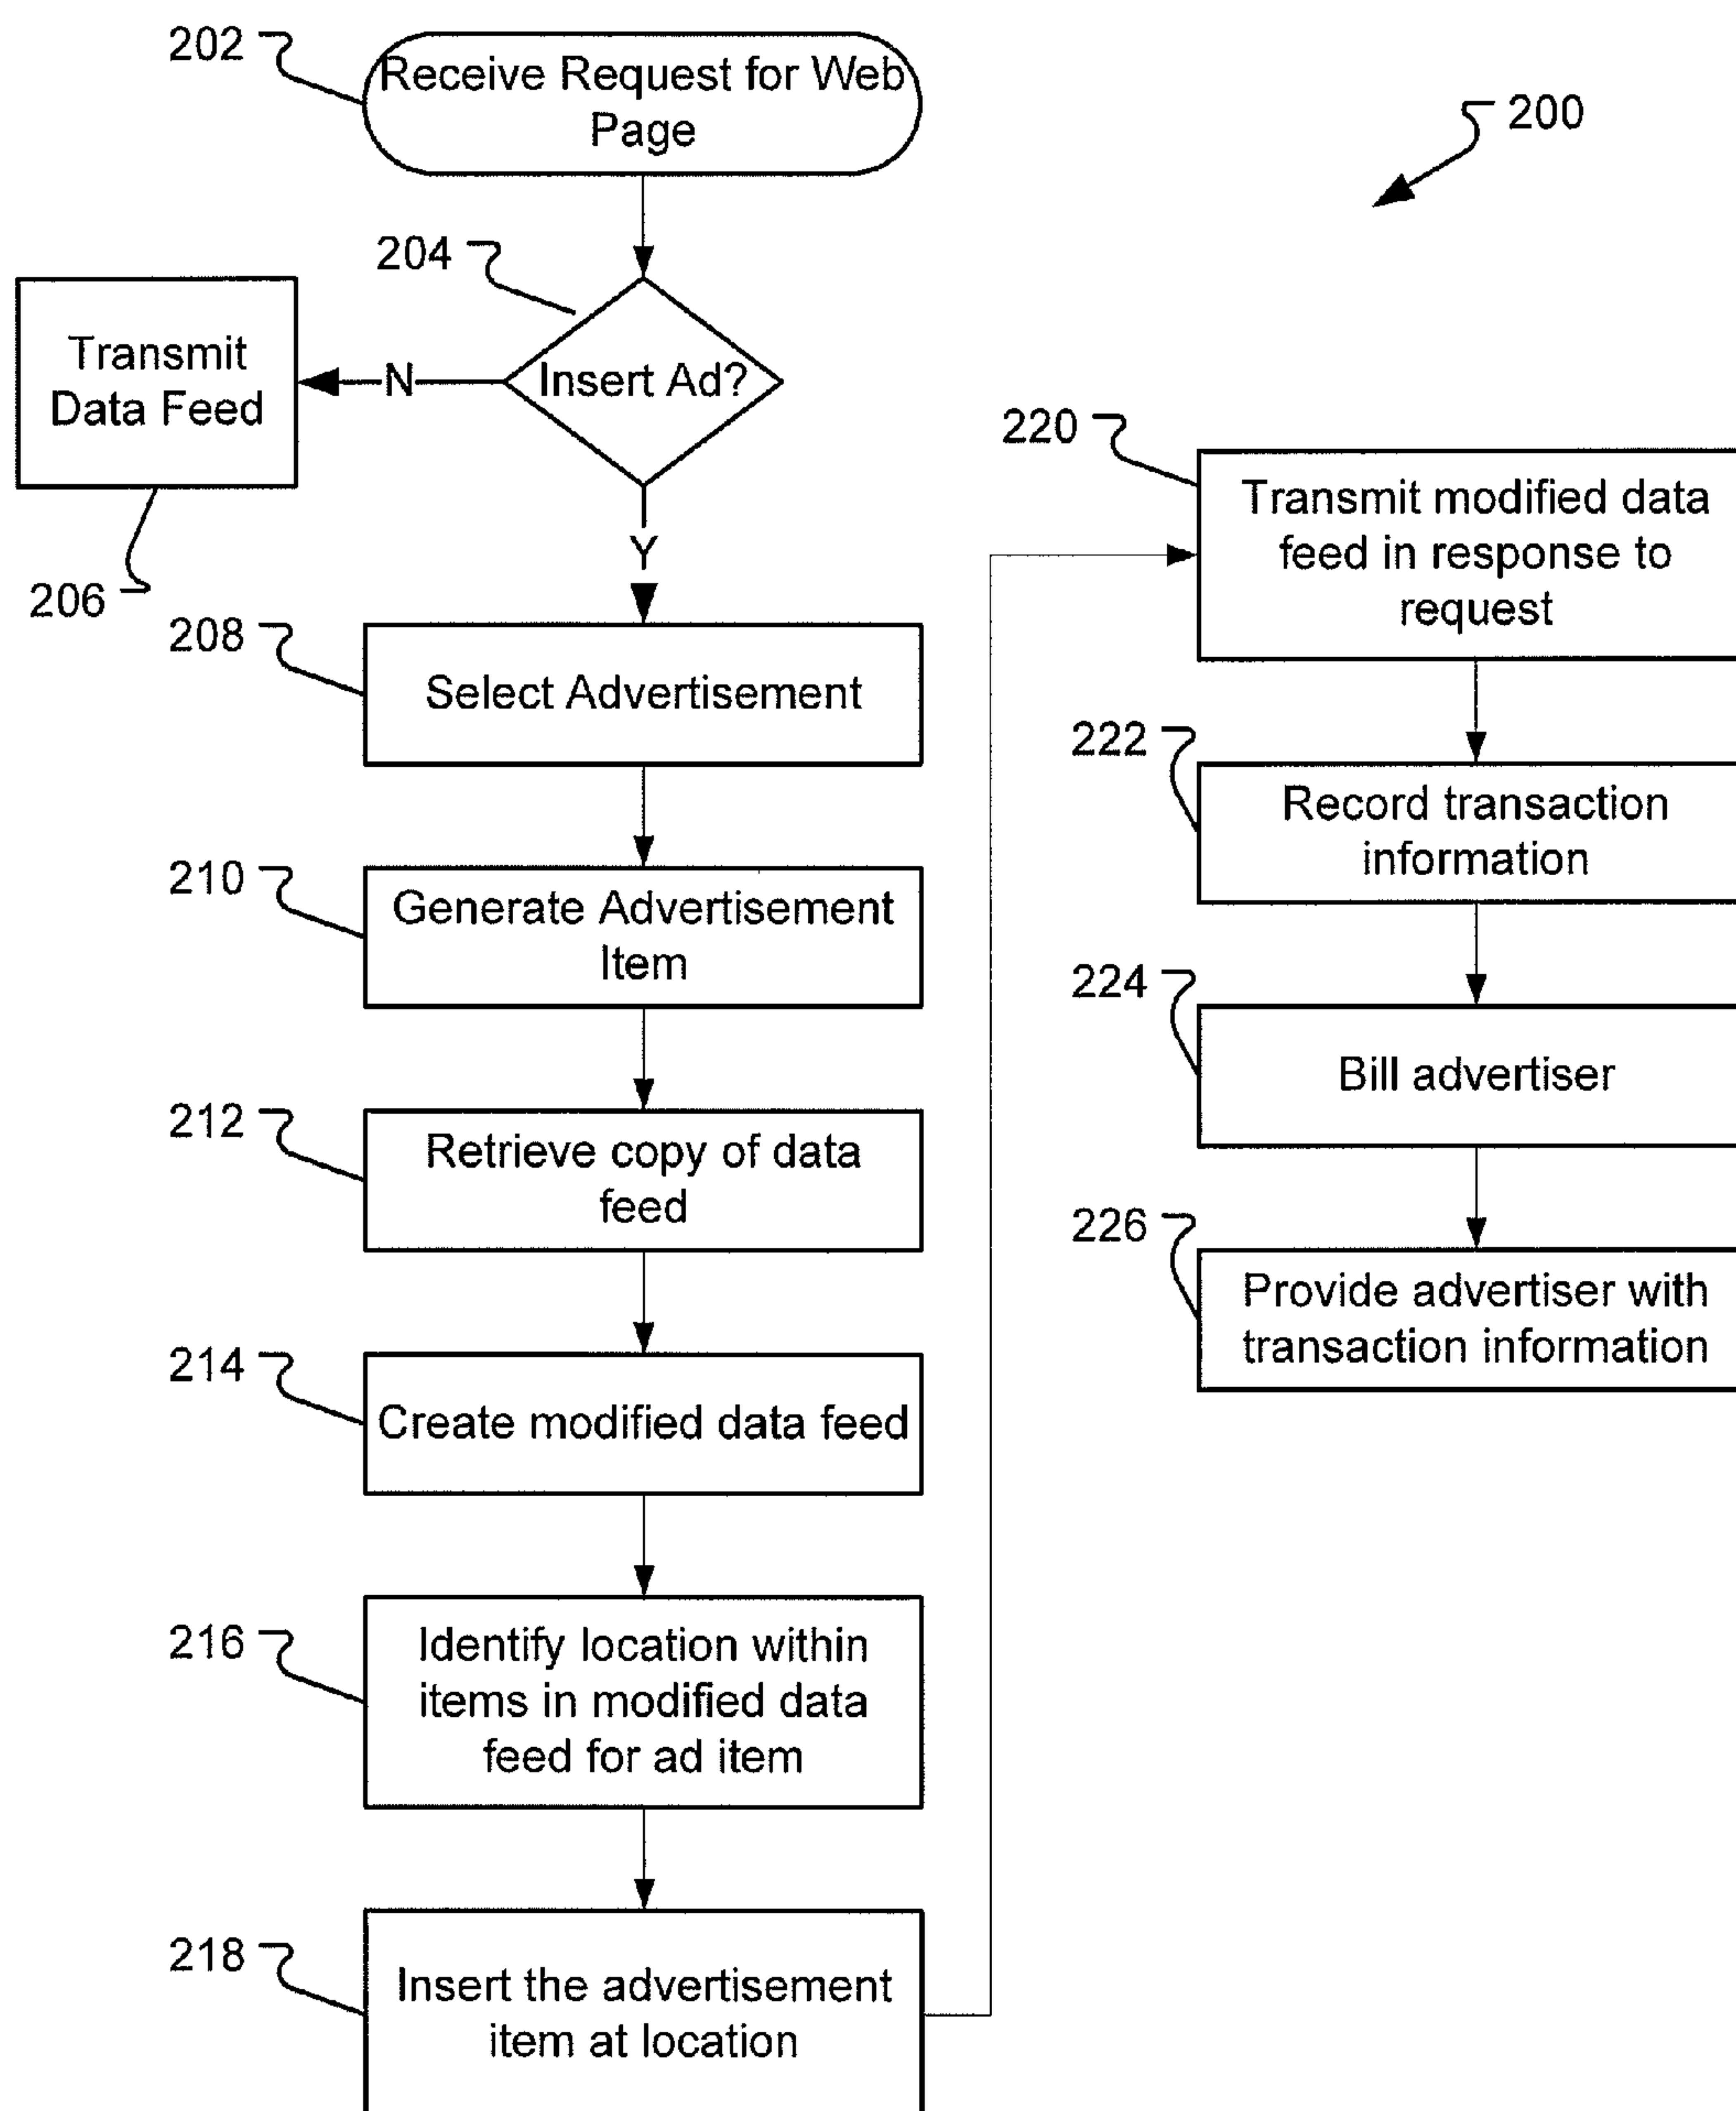 202
Receive Request for Web
Page
200
204
Insert Ad?
N
Transmit
Data Feed
206
Y
208
Select Advertisement
210
Generate Advertisement
Item
212
Retrieve copy of data
feed
214
Create modified data feed
216
Identify location within
items in modified data
feed for ad item
218
Insert the advertisement
item at location
220
Transmit modified data
feed in response to
request
222
Record transaction
information
224
Bill advertiser
226
Provide advertiser with
transaction information